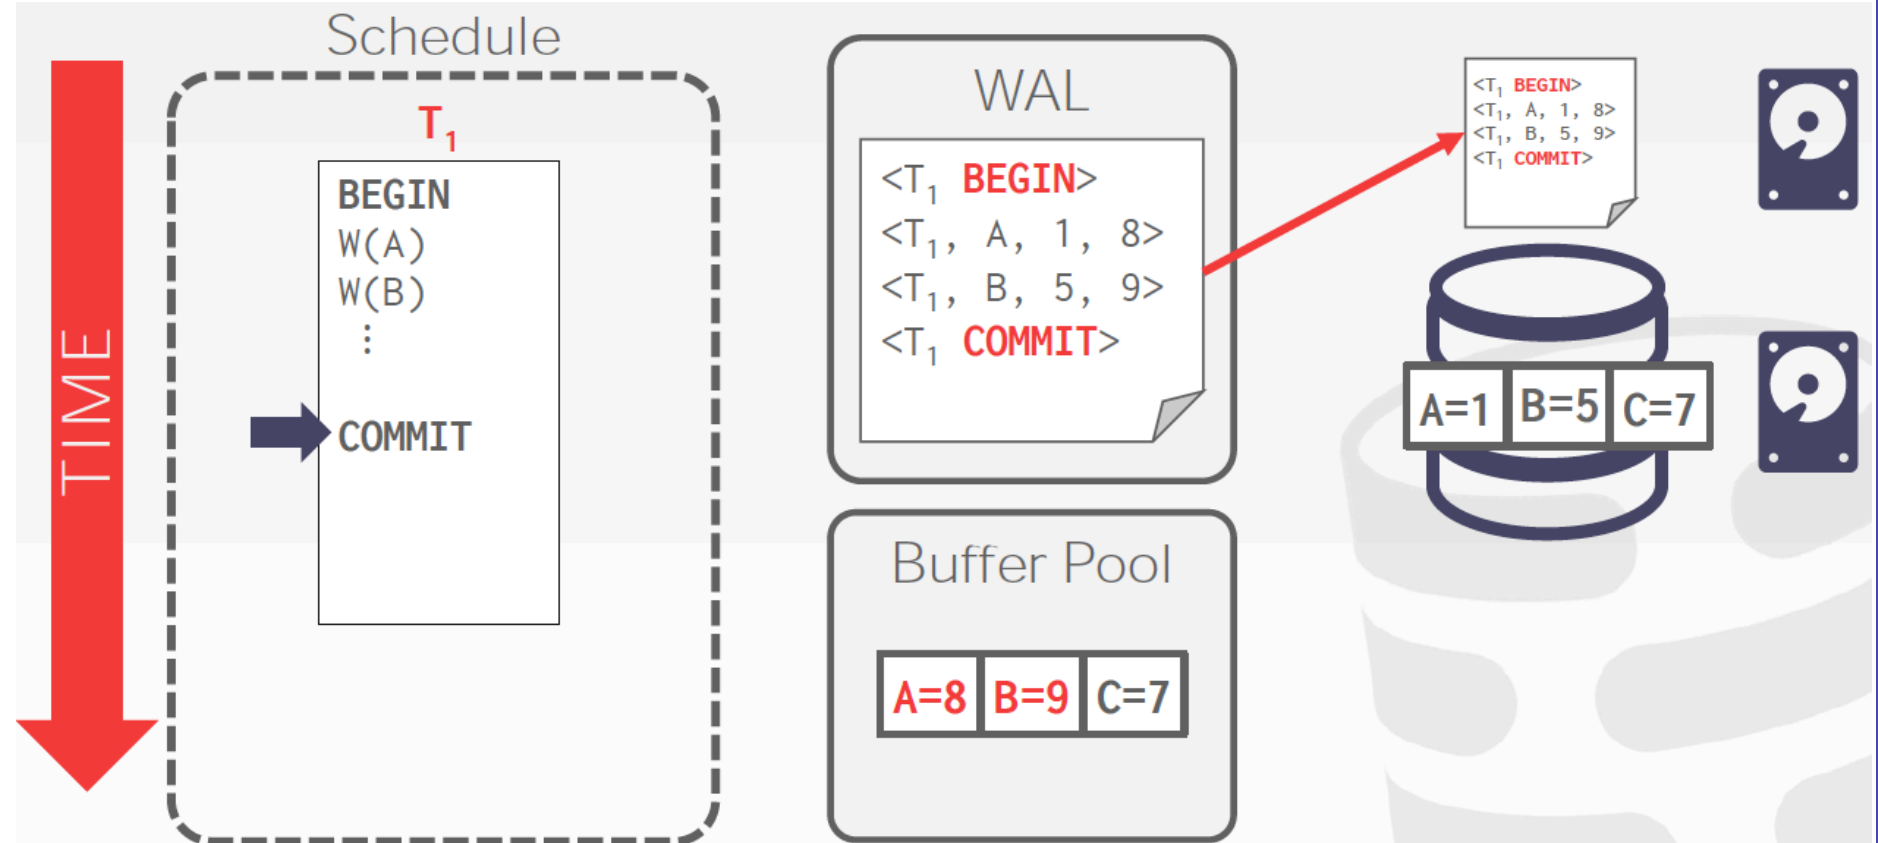 Schedule
TIME
T₁
BEGIN
W(A)
W(B)
⋮
COMMIT
WAL
<T₁ BEGIN>
<T₁, A, 1, 8>
<T₁, B, 5, 9>
<T₁ COMMIT>
Buffer Pool
A=8 B=9 C=7
<T₁ BEGIN>
<T₁, A, 1, 8>
<T₁, B, 5, 9>
<T₁ COMMIT>
A=1 B=5 C=7